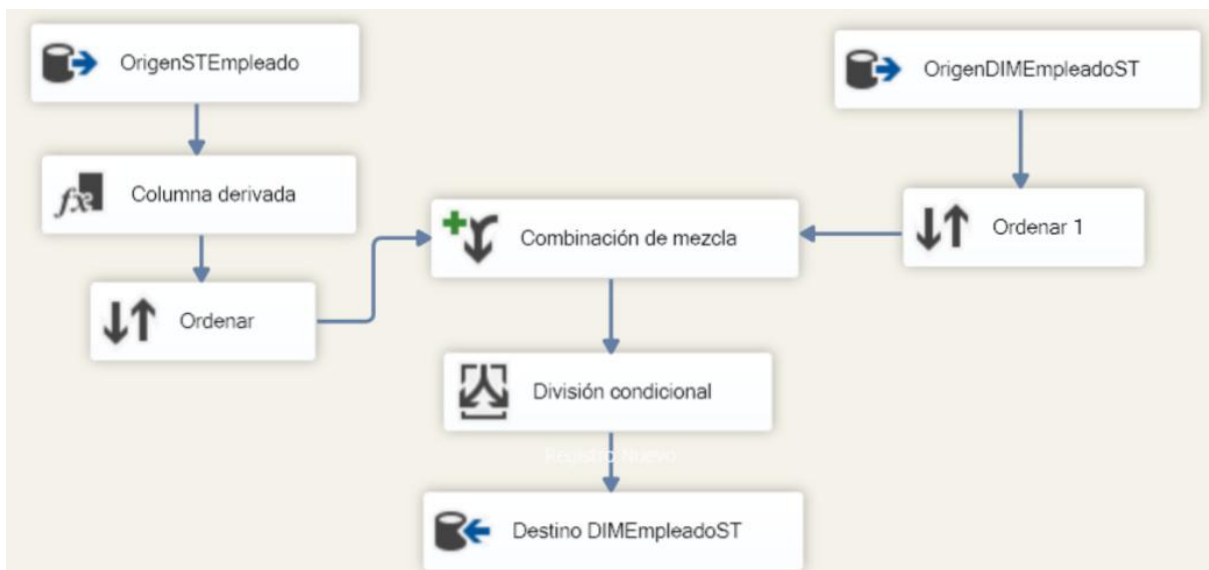 OrigenSTEmpleado
OrigenDIMEmpleadoST
Columna derivada
Combinación de mezcla
Ordenar 1
Ordenar
División condicional
Registro Nuevo
Destino DIMEmpleadoST